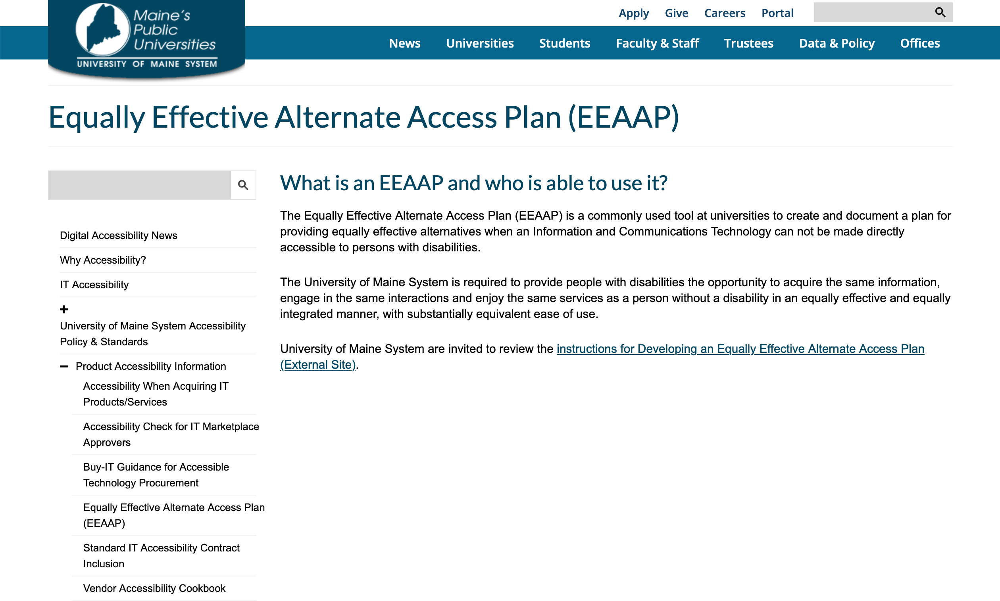 Maine's
Public
Universities
UNIVERSITY OF MAINE SYSTEM
Apply Give Careers Portal
News Universities Students Faculty & Staff Trustees Data & Policy Offices
Equally Effective Alternate Access Plan (EEAAP)
Digital Accessibility News
Why Accessibility?
IT Accessibility
University of Maine System Accessibility
Policy & Standards
Product Accessibility Information
Accessibility When Acquiring IT
Products/Services
Accessibility Check for IT Marketplace
Approvers
Buy-IT Guidance for Accessible
Technology Procurement
Equally Effective Alternate Access Plan
(EEAAP)
Standard IT Accessibility Contract
Inclusion
Vendor Accessibility Cookbook
What is an EEAAP and who is able to use it?
The Equally Effective Alternate Access Plan (EEAAP) is a commonly used tool at universities to create and document a plan for
providing equally effective alternatives when an Information and Communications Technology can not be made directly
accessible to persons with disabilities.
The University of Maine System is required to provide people with disabilities the opportunity to acquire the same information,
engage in the same interactions and enjoy the same services as a person without a disability in an equally effective and equally
integrated manner, with substantially equivalent ease of use.
University of Maine System are invited to review the instructions for Developing an Equally Effective Alternate Access Plan
(External Site).